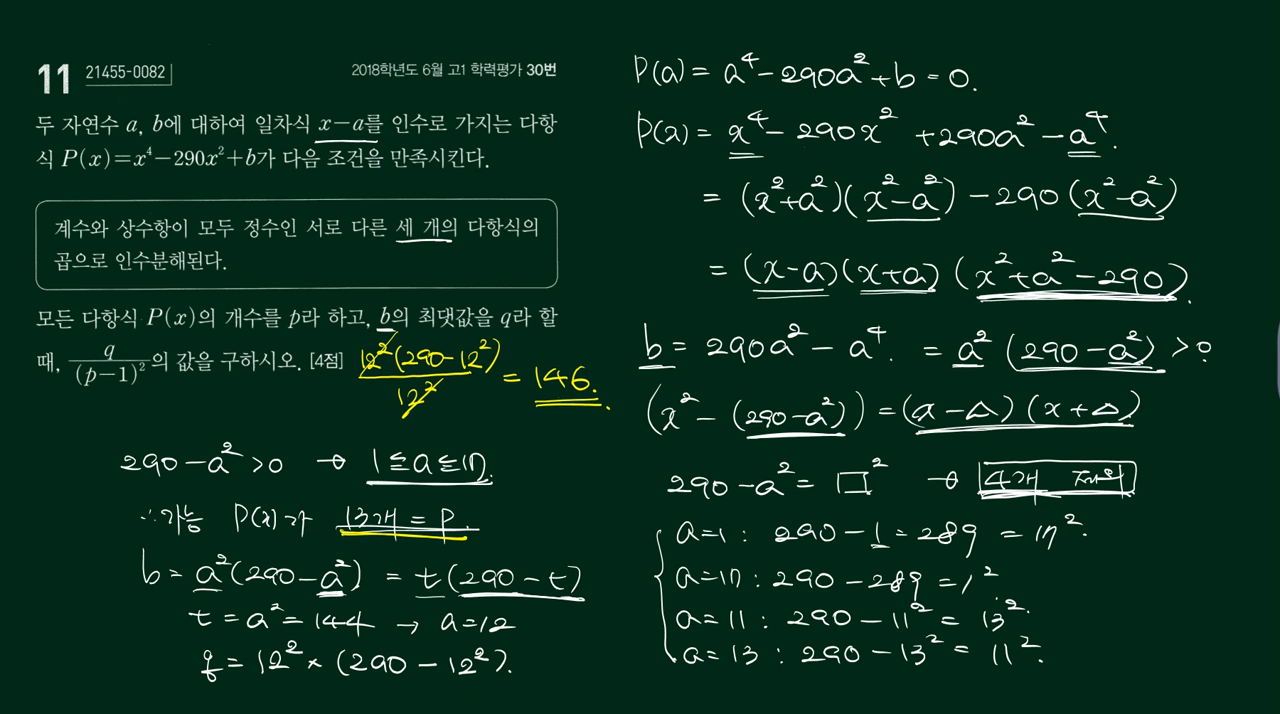 11 21455-0082 2018학년도 6월 고1 학력평가 30번
두 자연수 a, b에 대하여 일차식 x−a를 인수로 가지는 다항
식 P(x)=x⁴−290x²+b가 다음 조건을 만족시킨다.
계수와 상수항이 모두 정수인 서로 다른 세 개의 다항식의
곱으로 인수분해된다.
모든 다항식 P(x)의 개수를 p라 하고, b의 최댓값을 q라 할
때, q/(p−1)²의 값을 구하시오. [4점]
12²(290−12²)/12² = 146.
290−a²>0 → 1≦a≦17.
∴가능 P(x)가 13개 = P.
b = a²(290−a²) = t(290−t)
t = a² = 144 → a=12
q = 12² × (290−12²).
P(a) = a⁴−290a²+b = 0.
P(x) = x⁴−290x²+290a²−a⁴.
= (x²+a²)(x²−a²)−290(x²−a²)
= (x−a)(x+a)(x²+a²−290).
b = 290a²−a⁴. = a²(290−a²)>0
(x²−(290−a²)) = (x−△)(x+△)
290−a² = □² → 4개 제외
a=1 : 290−1 = 289 = 17².
a=17 : 290−289 = 1².
a=11 : 290−11² = 13².
a=13 : 290−13² = 11².